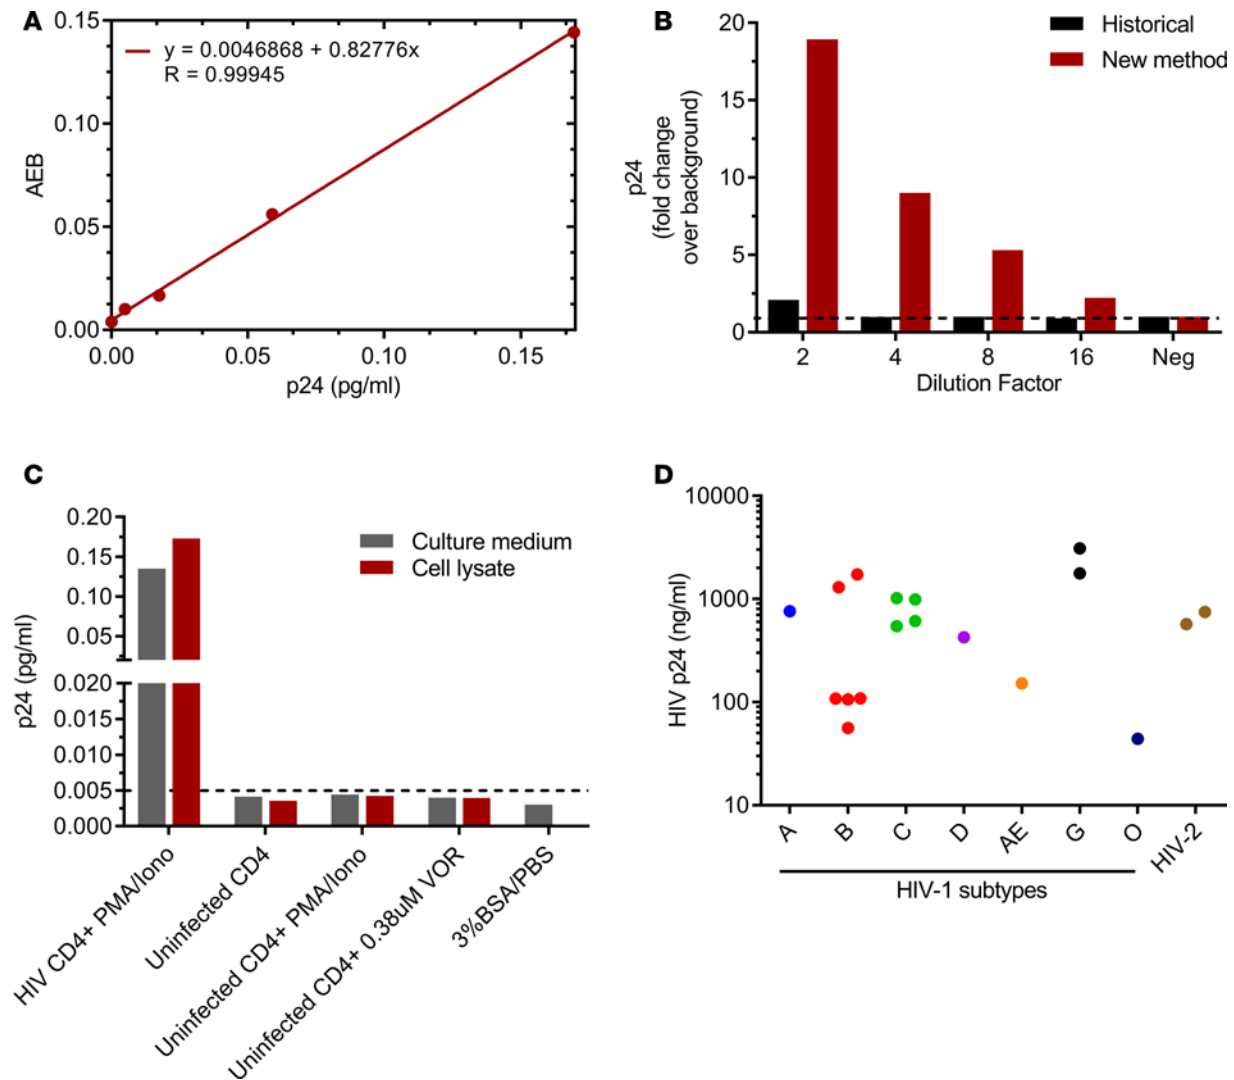 A
y = 0.0046868 + 0.82776x
R = 0.99945
AEB
0.15
0.10
0.05
0.00
0.00 0.05 0.10 0.15
p24 (pg/ml)
B
Historical
New method
p24
(fold change
over background)
20
15
10
5
0
2 4 8 16 Neg
Dilution Factor
C
Culture medium
Cell lysate
p24 (pg/ml)
0.20
0.15
0.10
0.05
0.020
0.015
0.010
0.005
0.000
HIV CD4+ PMA/Iono
Uninfected CD4
Uninfected CD4+ PMA/Iono
Uninfected CD4+ 0.38uM VOR
3%BSA/PBS
D
HIV p24 (ng/ml)
10000
1000
100
10
A B C D AE G O HIV-2
HIV-1 subtypes